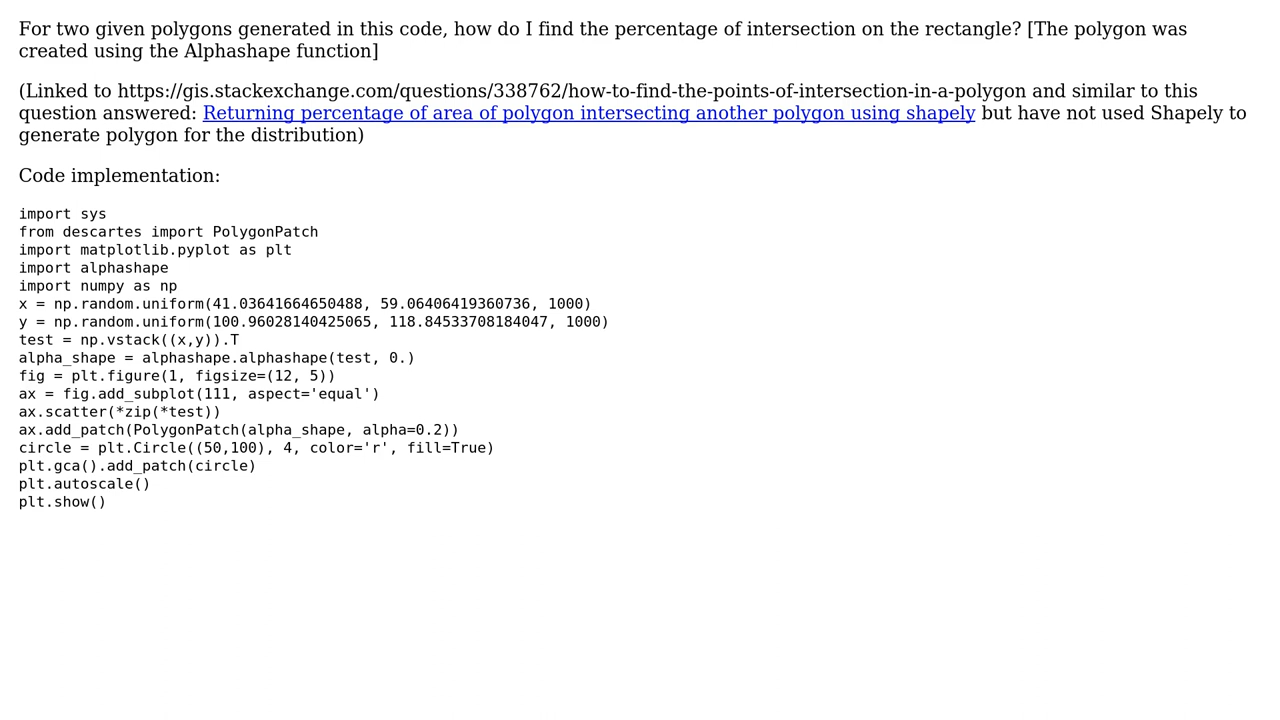 For two given polygons generated in this code, how do I find the percentage of intersection on the rectangle? [The polygon was
created using the Alphashape function]
(Linked to https://gis.stackexchange.com/questions/338762/how-to-find-the-points-of-intersection-in-a-polygon and similar to this
question answered: Returning percentage of area of polygon intersecting another polygon using shapely but have not used Shapely to
generate polygon for the distribution)
Code implementation:
import sys
from descartes import PolygonPatch
import matplotlib.pyplot as plt
import alphashape
import numpy as np
x = np.random.uniform(41.03641664650488, 59.06406419360736, 1000)
y = np.random.uniform(100.96028140425065, 118.84533708184047, 1000)
test = np.vstack((x,y)).T
alpha_shape = alphashape.alphashape(test, 0.)
fig = plt.figure(1, figsize=(12, 5))
ax = fig.add_subplot(111, aspect='equal')
ax.scatter(*zip(*test))
ax.add_patch(PolygonPatch(alpha_shape, alpha=0.2))
circle = plt.Circle((50,100), 4, color='r', fill=True)
plt.gca().add_patch(circle)
plt.autoscale()
plt.show()